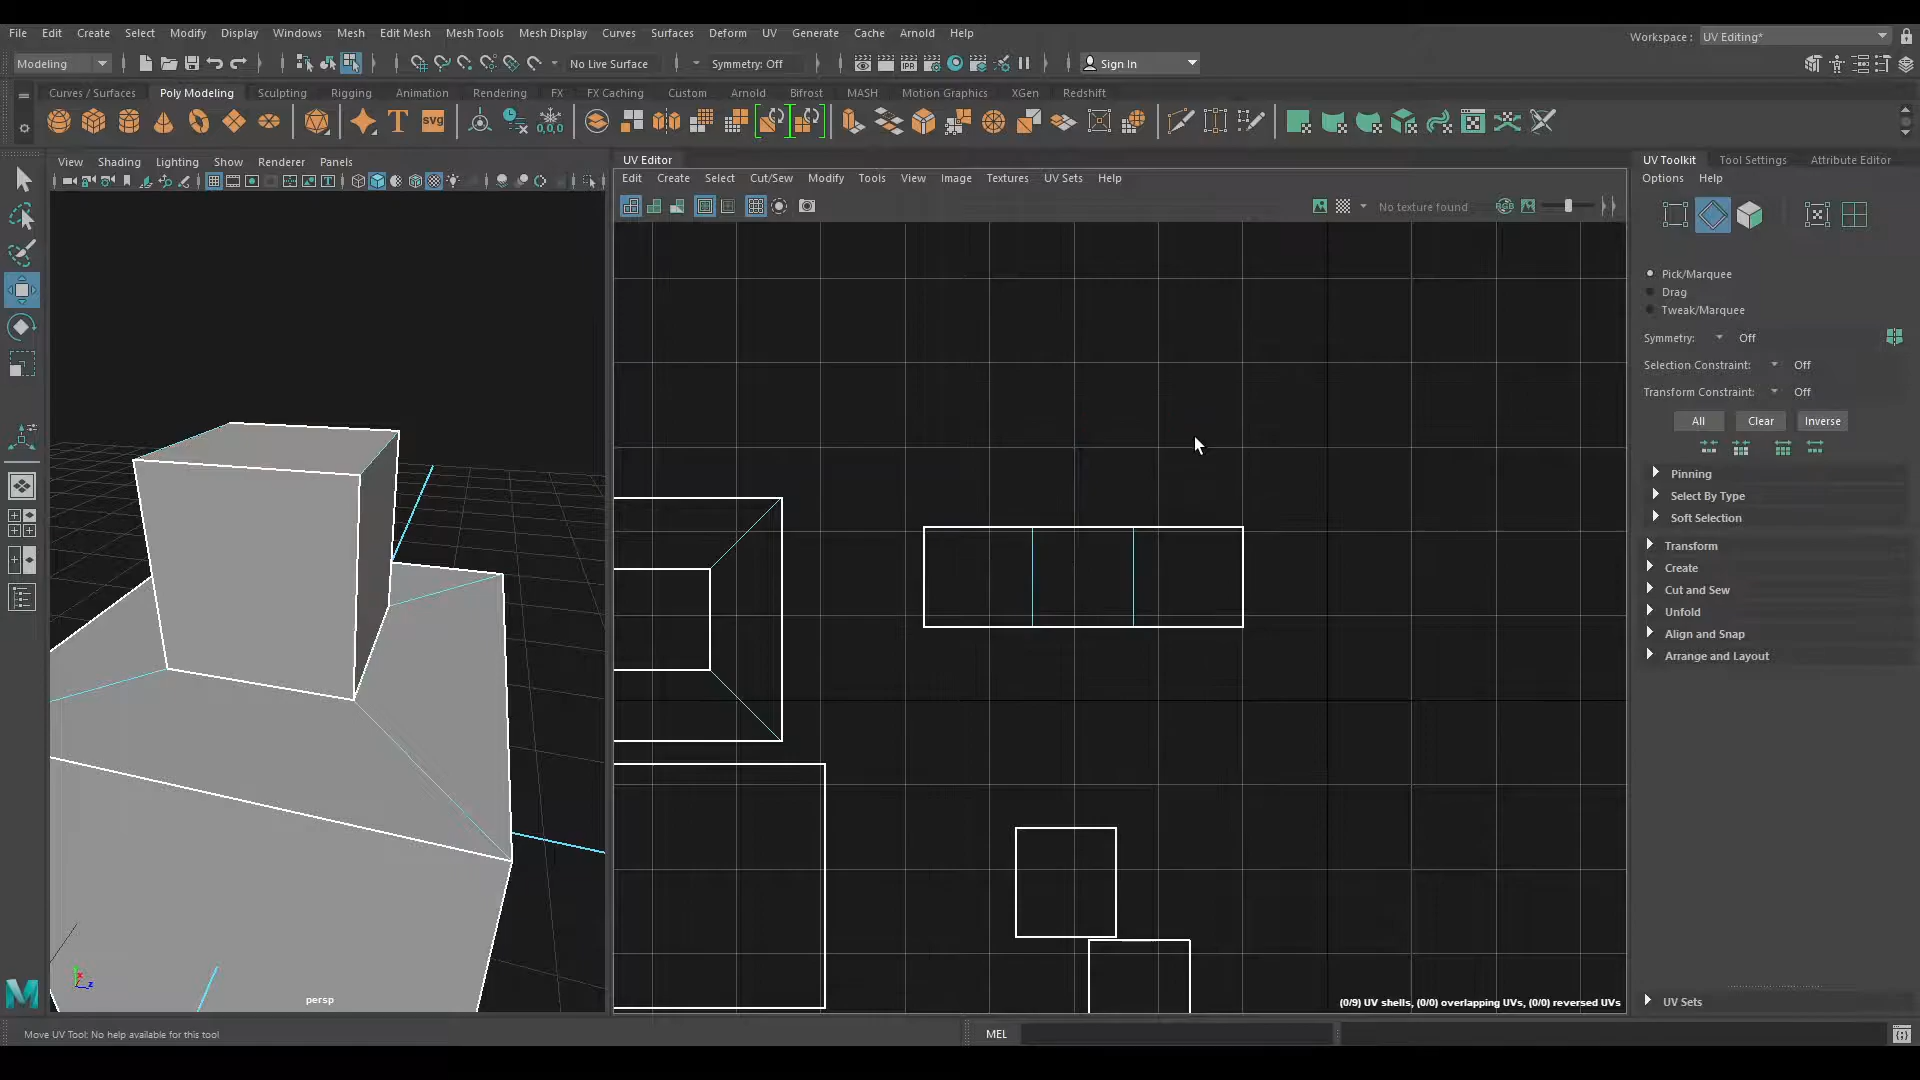 File Edit Create Select Modify Display Windows Mesh Edit Mesh Mesh Tools Mesh Display Curves Surfaces Deform UV Generate Cache Arnold Help
Workspace : UV Editing*
Modeling No Live Surface Symmetry: Off Sign In
Curves / Surfaces Poly Modeling Sculpting Rigging Animation Rendering FX FX Caching Custom Arnold Bifrost MASH Motion Graphics XGen Redshift
T svg 0,0,0
View Shading Lighting Show Renderer Panels
UV Editor
Edit Create Select Cut/Sew Modify Tools View Image Textures UV Sets Help
No texture found
UV Toolkit Tool Settings Attribute Editor
Options Help
Pick/Marquee
Drag
Tweak/Marquee
Symmetry: Off
Selection Constraint: Off
Transform Constraint: Off
All Clear Inverse
Pinning
Select By Type
Soft Selection
Transform
Create
Cut and Sew
Unfold
Align and Snap
Arrange and Layout
persp
(0/9) UV shells, (0/0) overlapping UVs, (0/0) reversed UVs
UV Sets
Move UV Tool: No help available for this tool
MEL